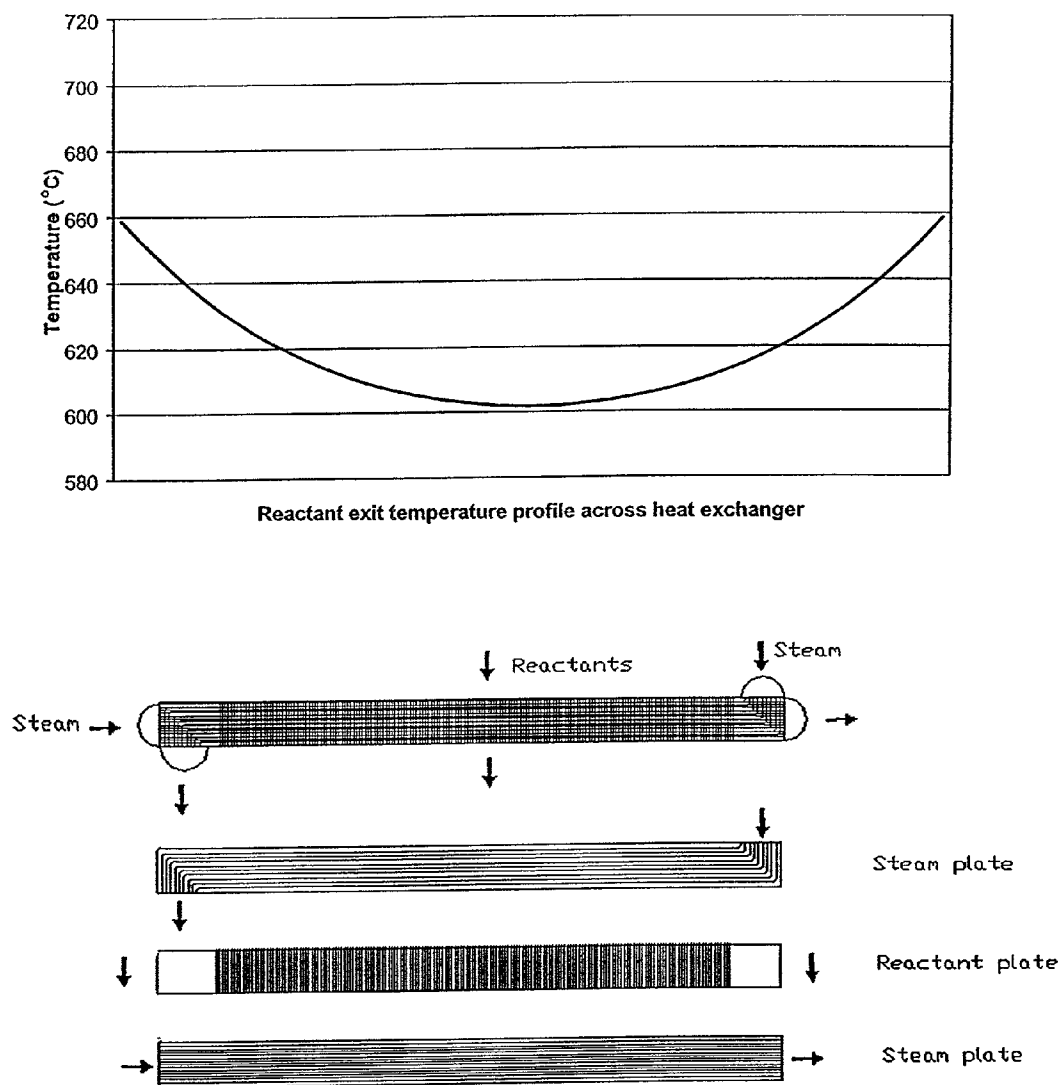 720
700
680
660
640
620
600
580
Temperature (°C)
Reactant exit temperature profile across heat exchanger
Reactants
Steam
Steam
Steam plate
Reactant plate
Steam plate